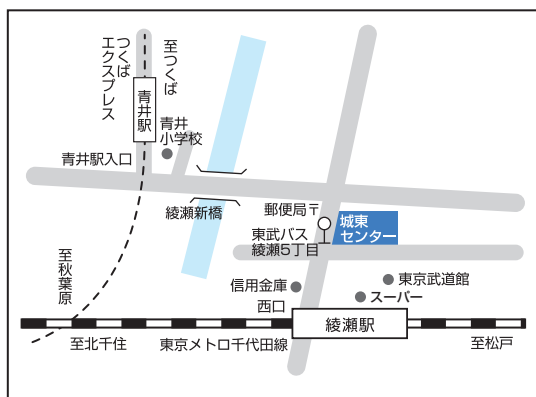 つくば
エクスプレス
至つくば
青井駅
青井
小学校
青井駅入口
綾瀬新橋
郵便局〒
城東
センター
東武バス
綾瀬5丁目
至秋葉原
信用金庫
東京武道館
スーパー
西口
綾瀬駅
至北千住
東京メトロ千代田線
至松戸